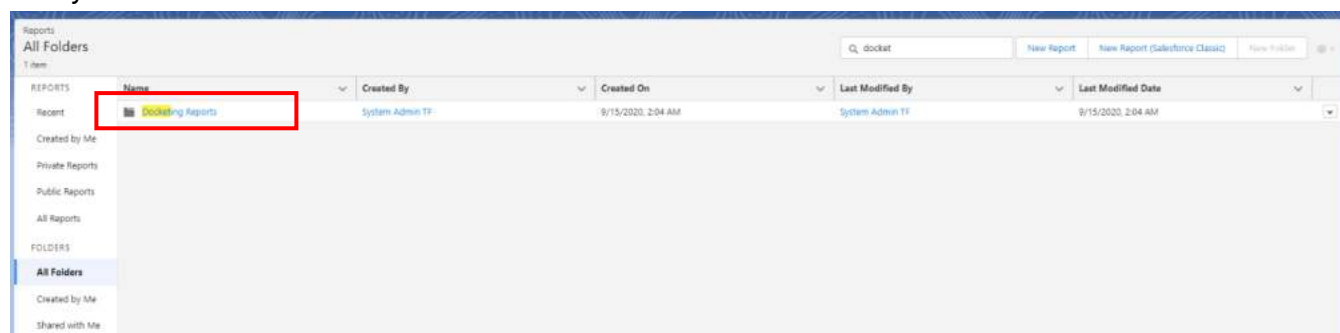 Reports
All Folders
1 item
docket
New Report
New Report (Salesforce Classic)
New Folder
REPORTS
Name
Created By
Created On
Last Modified By
Last Modified Date
Recent
Docketing Reports
System Admin TF
9/15/2020, 2:04 AM
System Admin TF
9/15/2020, 2:04 AM
Created by Me
Private Reports
Public Reports
All Reports
FOLDERS
All Folders
Created by Me
Shared with Me